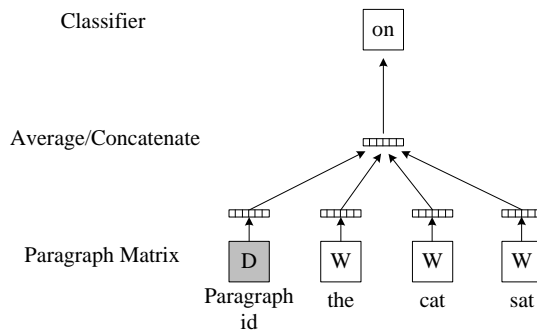 Classifier
on
Average/Concatenate
Paragraph Matrix
D W W W
Paragraph the cat sat
id